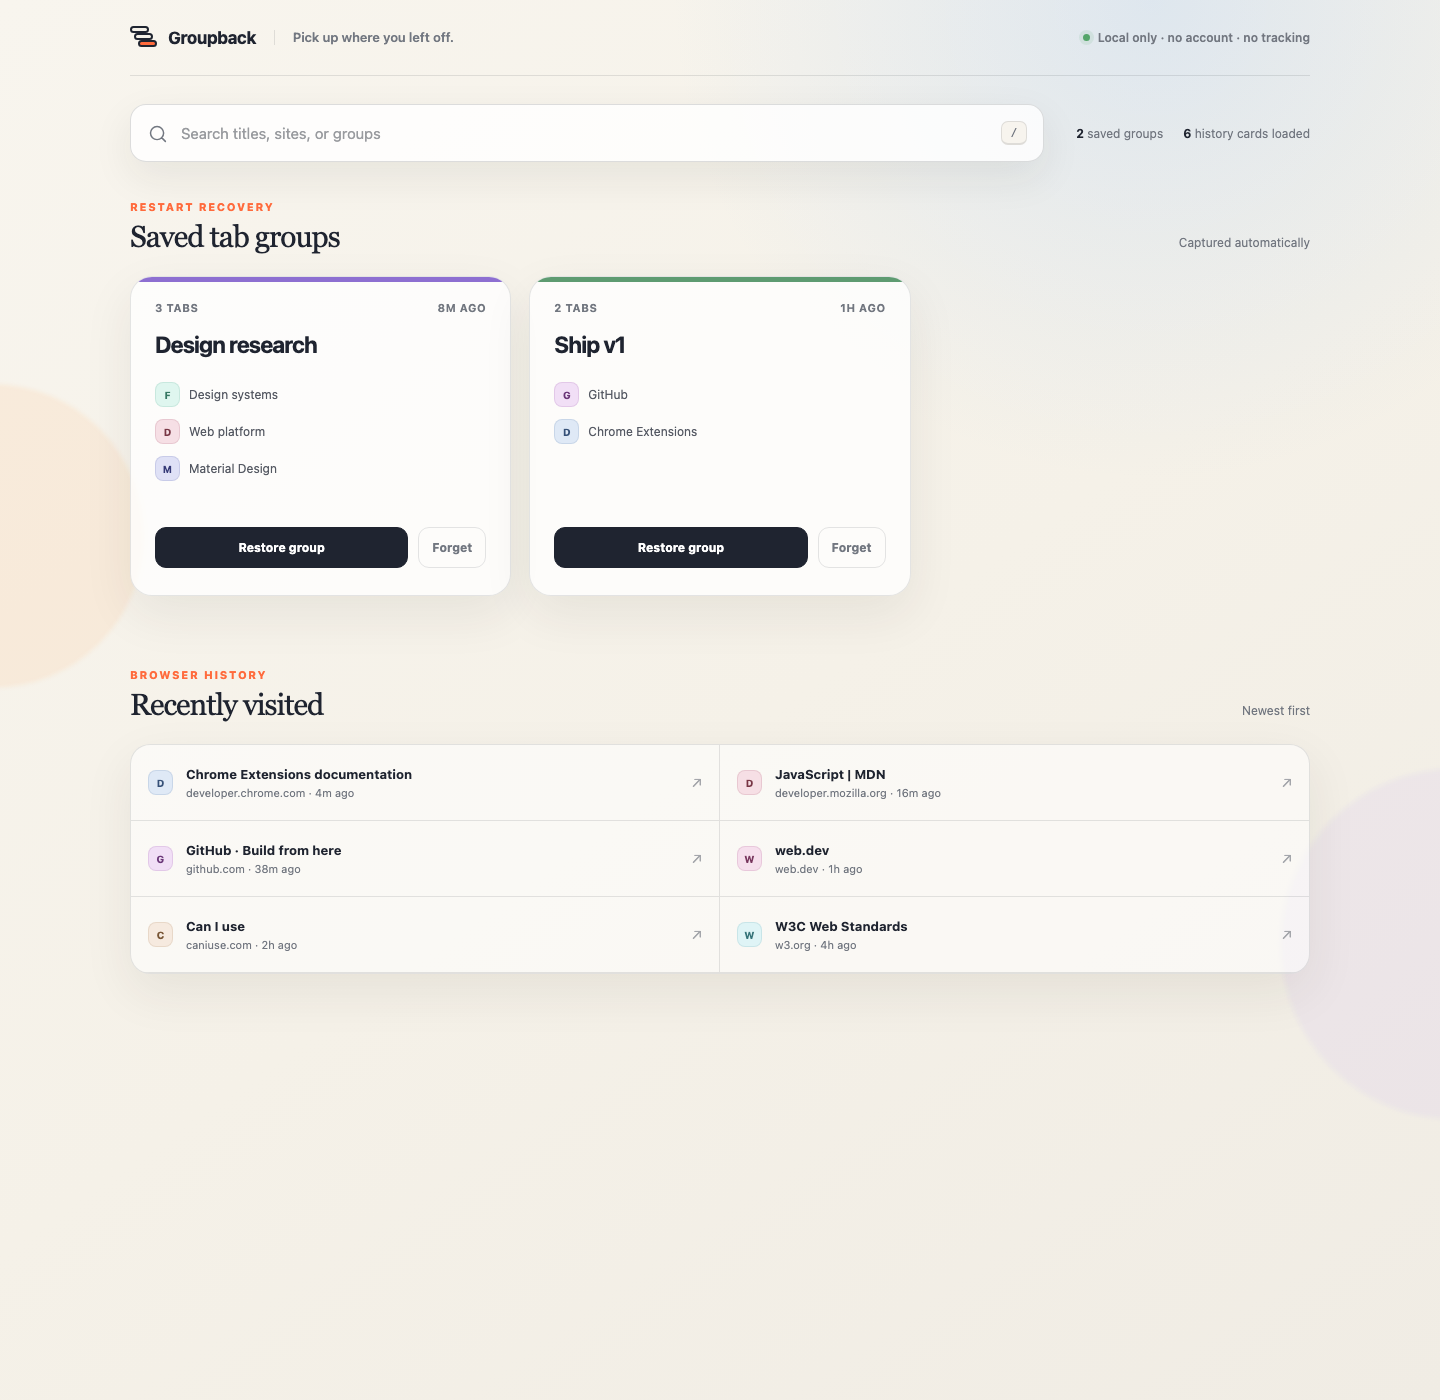 Groupback
Pick up where you left off.
Local only · no account · no tracking
Search titles, sites, or groups
/
2 saved groups
6 history cards loaded
RESTART RECOVERY
Saved tab groups
Captured automatically
3 TABS
8M AGO
Design research
F
Design systems
D
Web platform
M
Material Design
Restore group
Forget
2 TABS
1H AGO
Ship v1
G
GitHub
D
Chrome Extensions
Restore group
Forget
BROWSER HISTORY
Recently visited
Newest first
D
Chrome Extensions documentation
developer.chrome.com · 4m ago
D
JavaScript | MDN
developer.mozilla.org · 16m ago
G
GitHub · Build from here
github.com · 38m ago
W
web.dev
web.dev · 1h ago
C
Can I use
caniuse.com · 2h ago
W
W3C Web Standards
w3.org · 4h ago